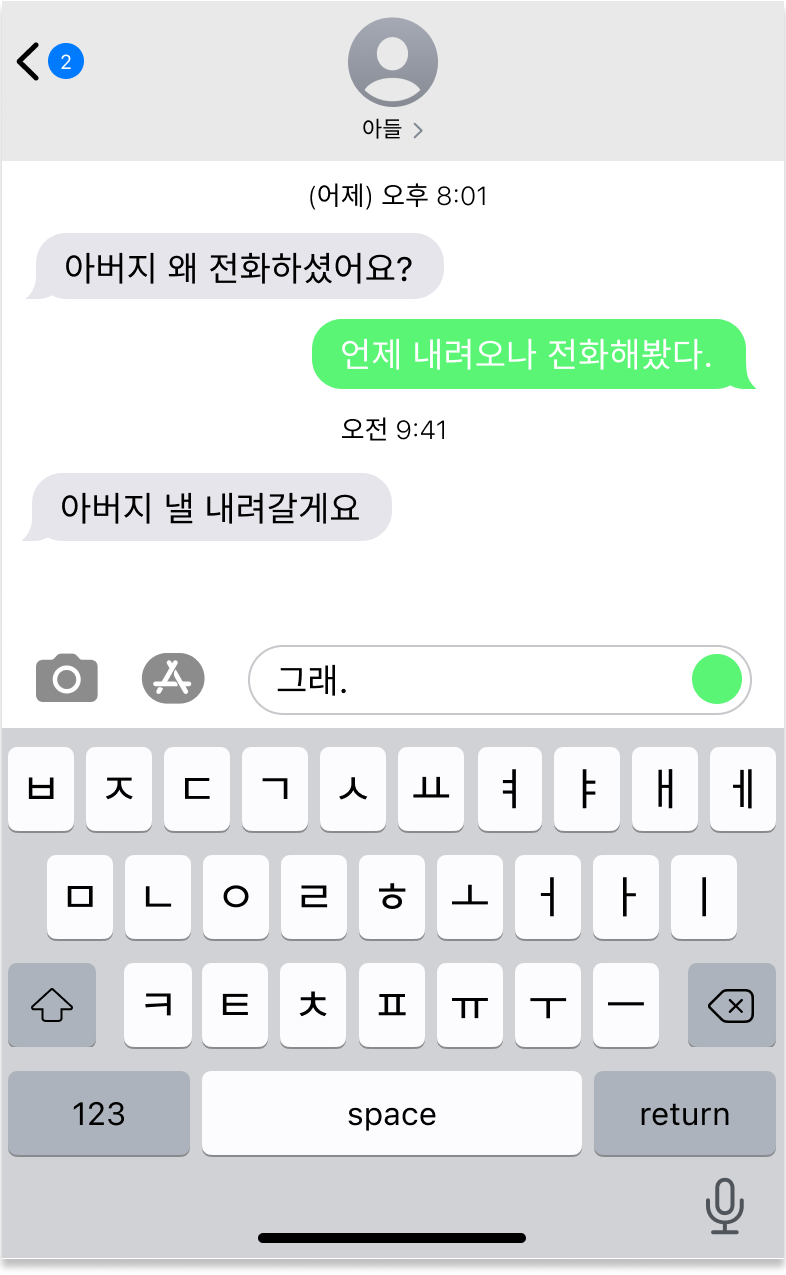 2
아들 >
(어제) 오후 8:01
아버지 왜 전화하셨어요?
언제 내려오나 전화해봤다.
오전 9:41
아버지 낼 내려갈게요
그래.
ㅂ ㅈ ㄷ ㄱ ㅅ ㅛ ㅕ ㅑ ㅐ ㅔ
ㅁ ㄴ ㅇ ㄹ ㅎ ㅗ ㅓ ㅏ ㅣ
ㅋ ㅌ ㅊ ㅍ ㅠ ㅜ ㅡ
123 space return